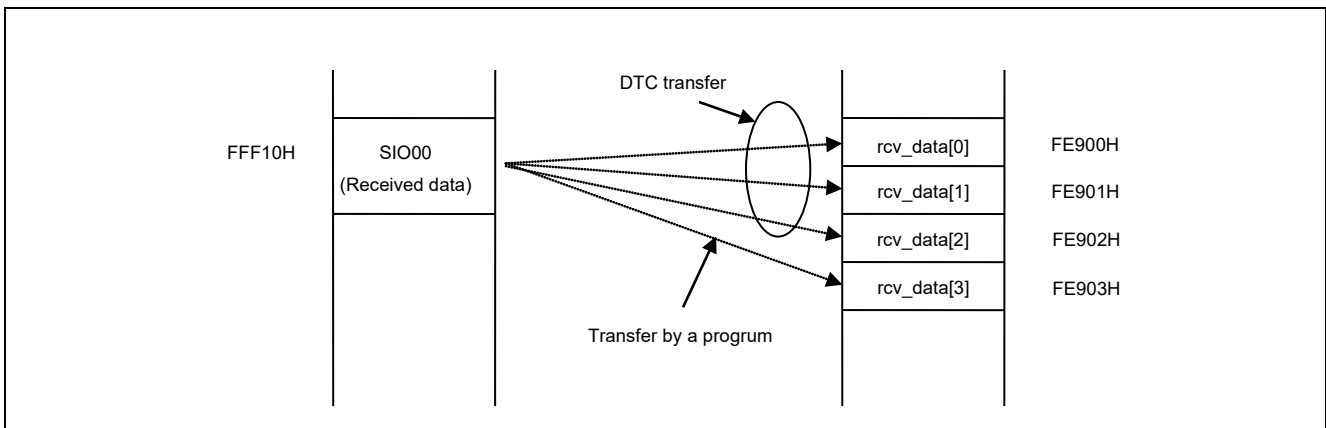 DTC transfer
FFF10H
SIO00
(Received data)
rcv_data[0]
FE900H
rcv_data[1]
FE901H
rcv_data[2]
FE902H
rcv_data[3]
FE903H
Transfer by a progrum